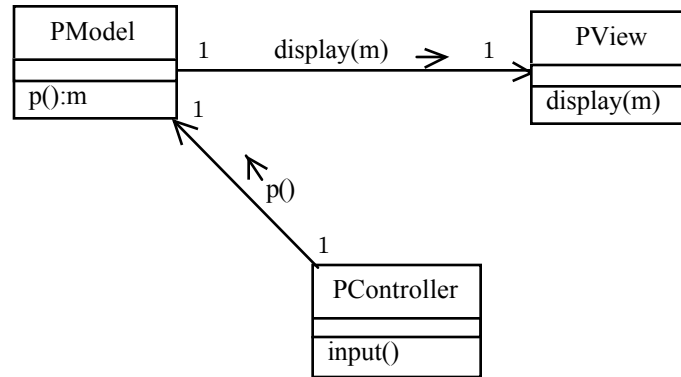 PModel
p():m
1
display(m)
1
PView
display(m)
1
p()
1
PController
input()